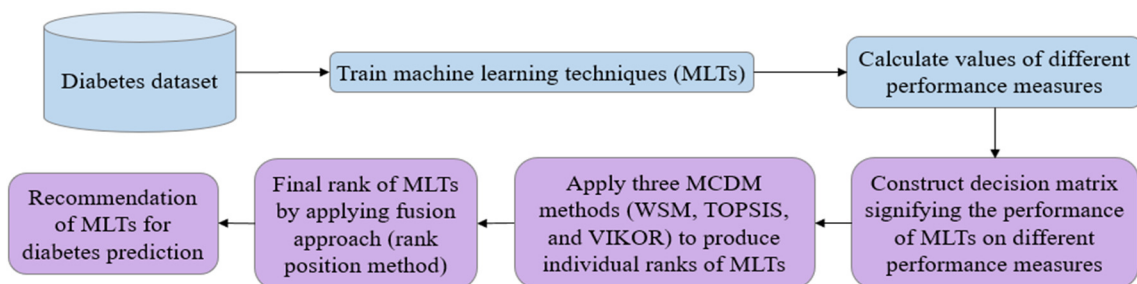 Diabetes dataset
Train machine learning techniques (MLTs)
Calculate values of different
performance measures
Construct decision matrix
signifying the performance
of MLTs on different
performance measures
Apply three MCDM
methods (WSM, TOPSIS,
and VIKOR) to produce
individual ranks of MLTs
Final rank of MLTs
by applying fusion
approach (rank
position method)
Recommendation
of MLTs for
diabetes prediction